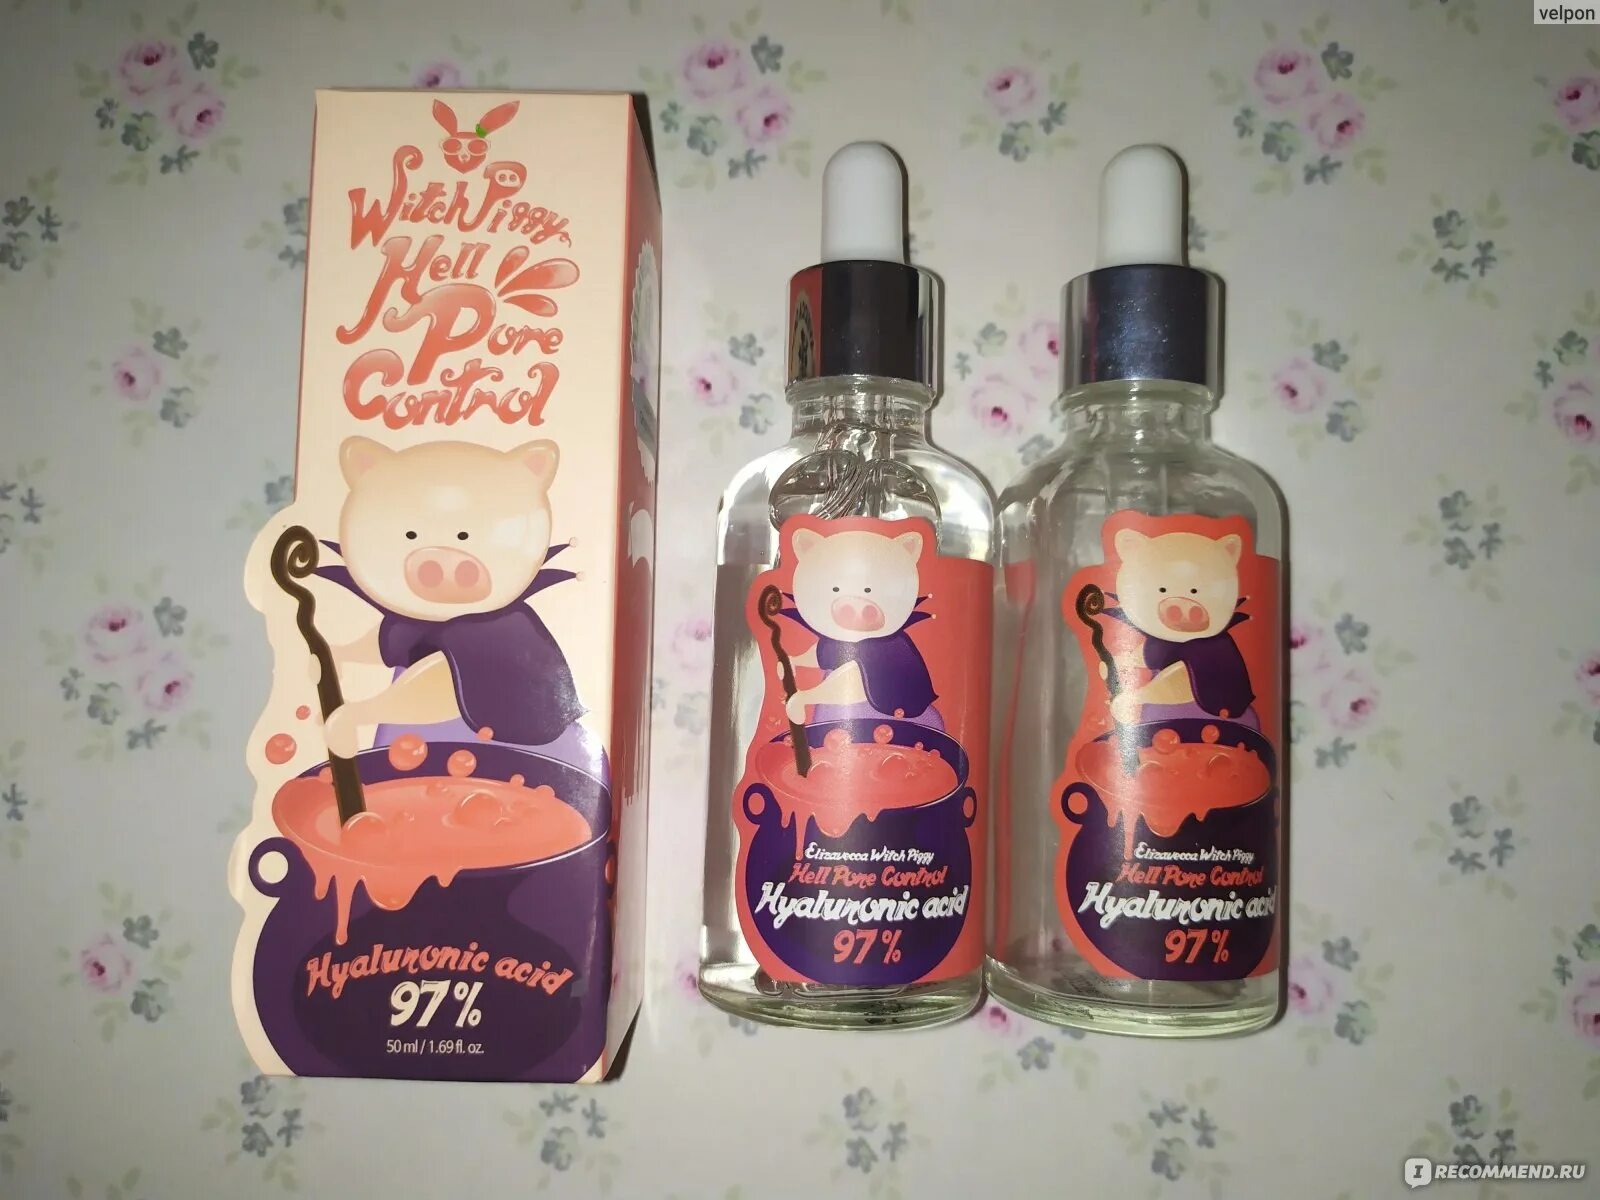 velpon
Witch Piggy
Hell
Pore
Control
Hyaluronic acid
97%
50 ml / 1.69 fl. oz.
Elizavecca Witch Piggy
Hell Pore Control
Hyaluronic acid
97%
Elizavecca Witch Piggy
Hell Pore Control
Hyaluronic acid
97%
I RECOMMEND.RU